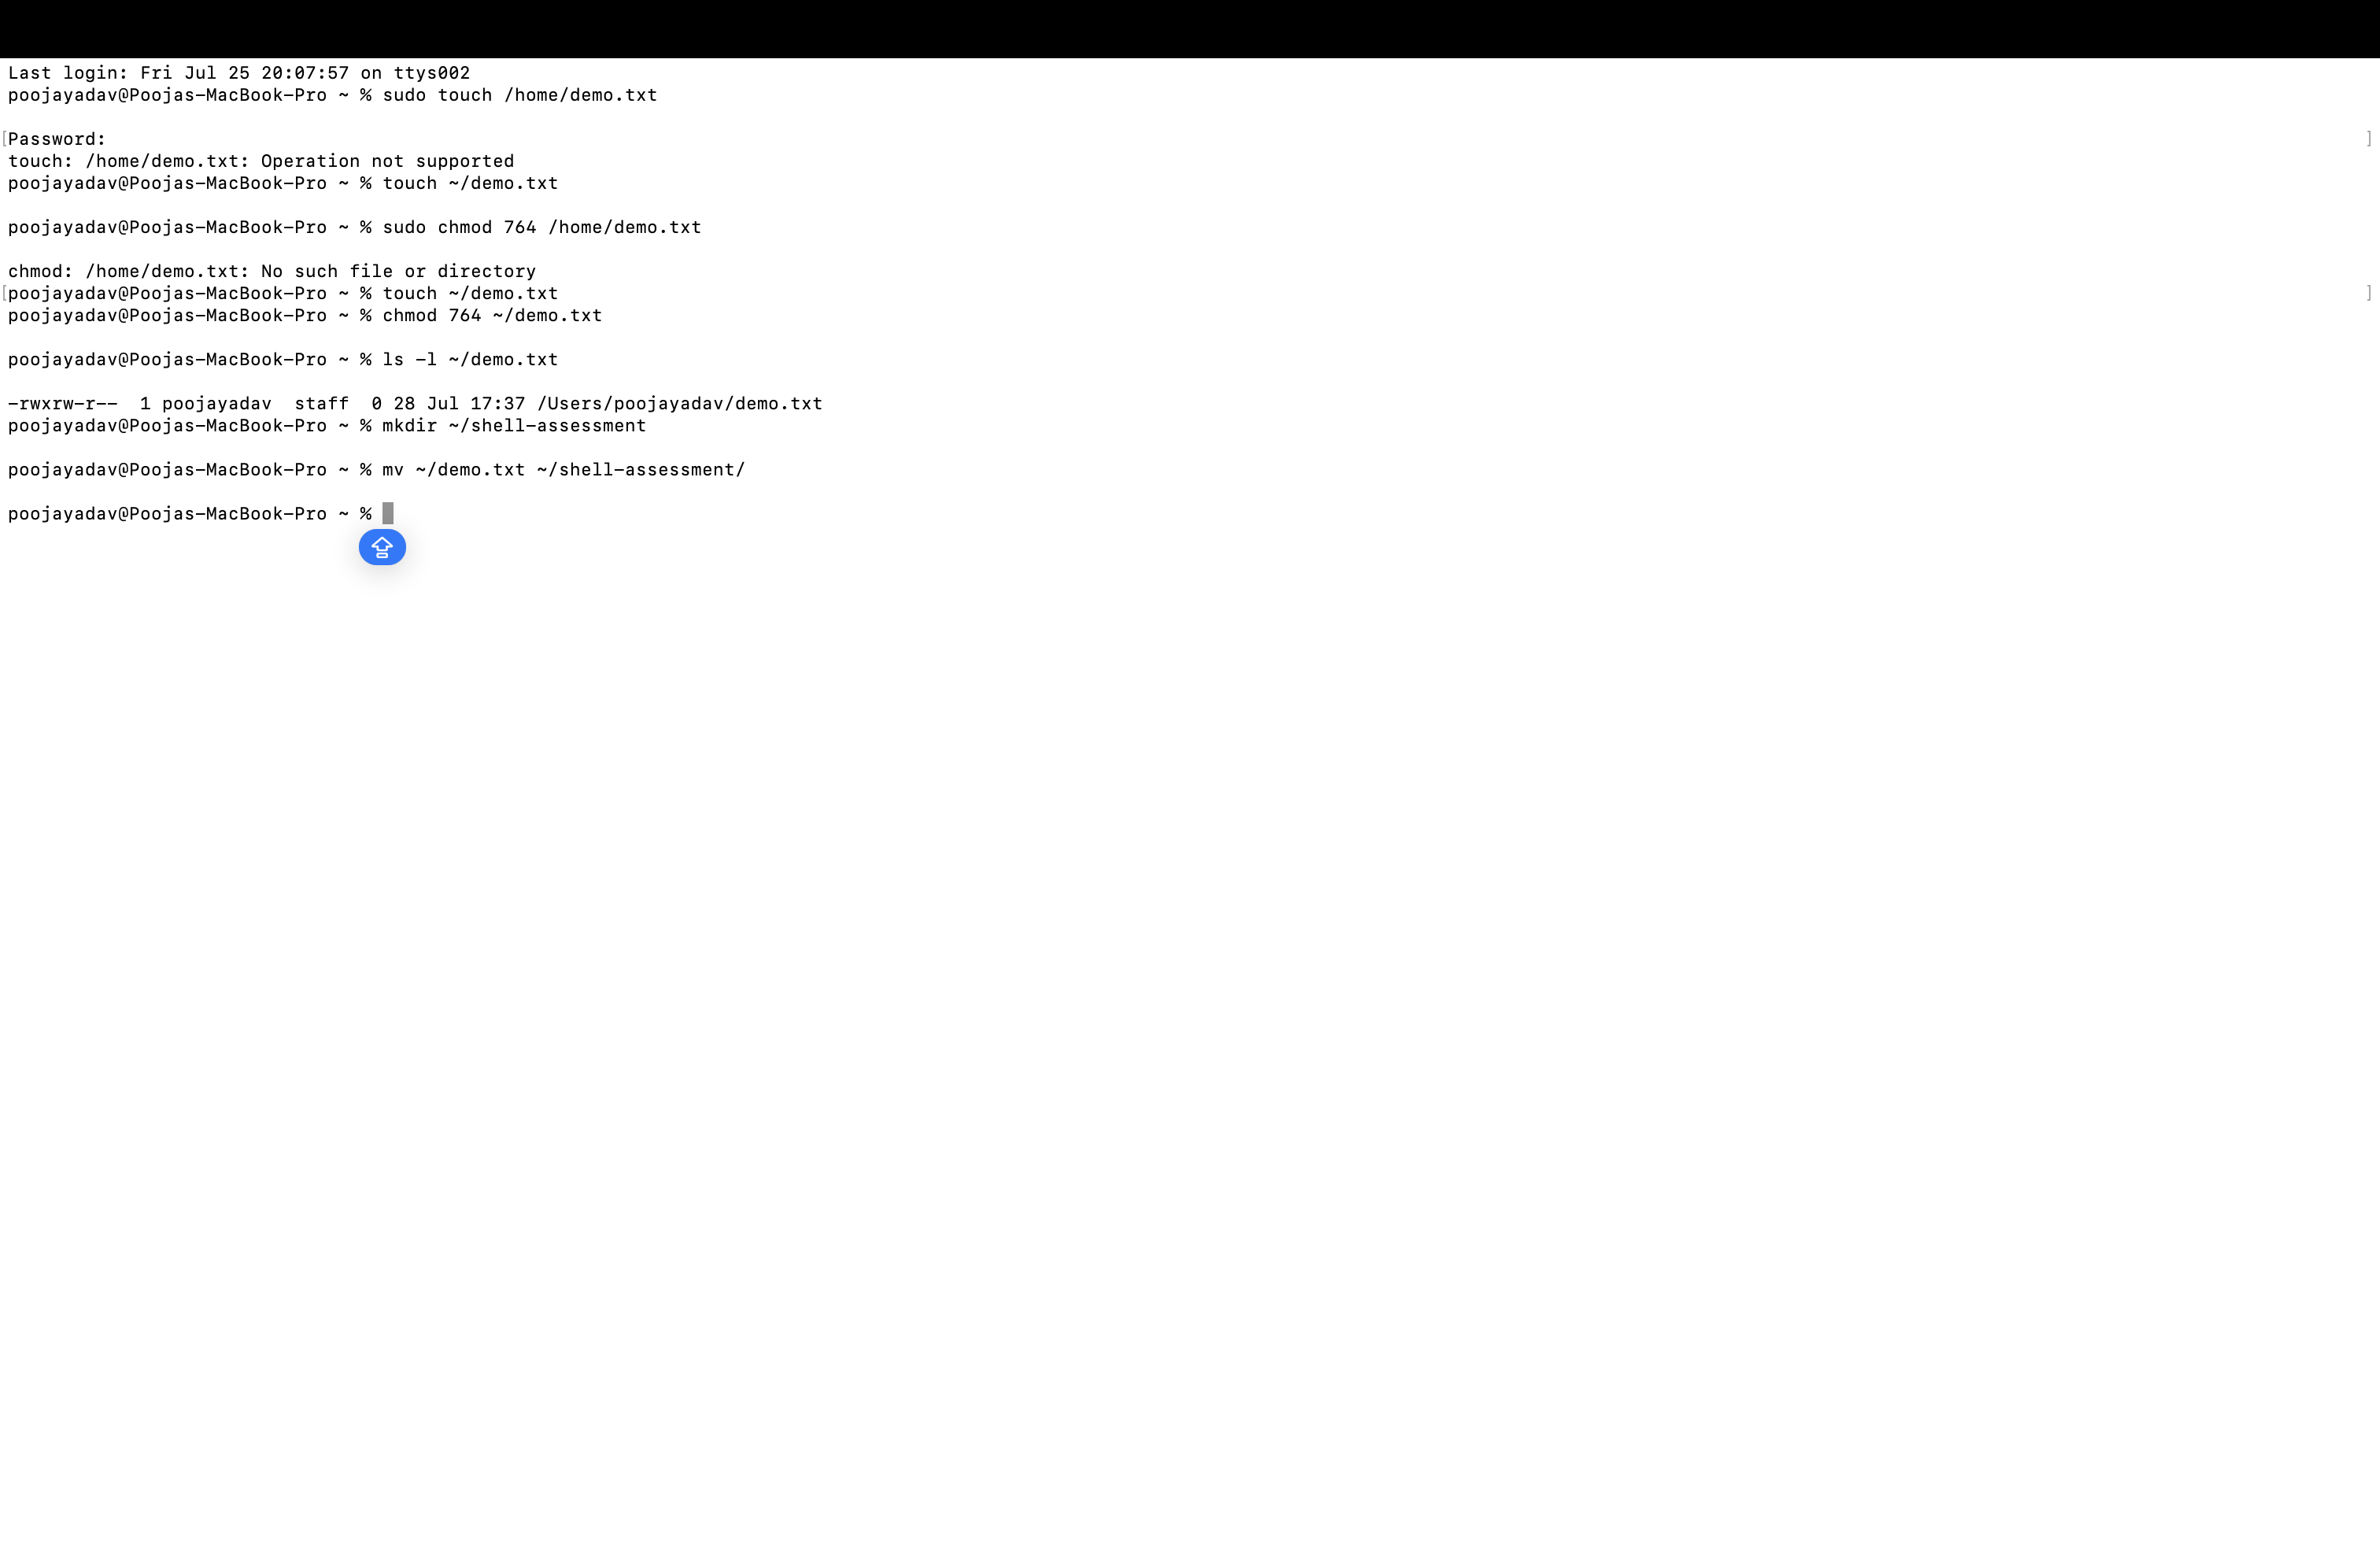 Last login: Fri Jul 25 20:07:57 on ttys002
poojayadav@Poojas-MacBook-Pro ~ % sudo touch /home/demo.txt
[Password: ]
touch: /home/demo.txt: Operation not supported
poojayadav@Poojas-MacBook-Pro ~ % touch ~/demo.txt
poojayadav@Poojas-MacBook-Pro ~ % sudo chmod 764 /home/demo.txt
chmod: /home/demo.txt: No such file or directory
[poojayadav@Poojas-MacBook-Pro ~ % touch ~/demo.txt ]
poojayadav@Poojas-MacBook-Pro ~ % chmod 764 ~/demo.txt
poojayadav@Poojas-MacBook-Pro ~ % ls -l ~/demo.txt
-rwxrw-r--  1 poojayadav  staff  0 28 Jul 17:37 /Users/poojayadav/demo.txt
poojayadav@Poojas-MacBook-Pro ~ % mkdir ~/shell-assessment
poojayadav@Poojas-MacBook-Pro ~ % mv ~/demo.txt ~/shell-assessment/
poojayadav@Poojas-MacBook-Pro ~ %